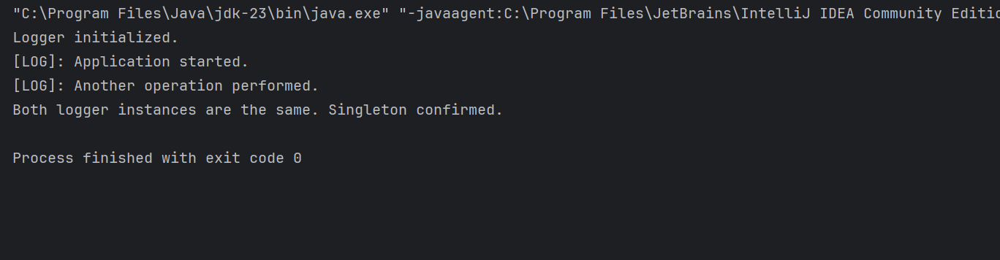 "C:\Program Files\Java\jdk-23\bin\java.exe" "-javaagent:C:\Program Files\JetBrains\IntelliJ IDEA Community Editio
Logger initialized.
[LOG]: Application started.
[LOG]: Another operation performed.
Both logger instances are the same. Singleton confirmed.
Process finished with exit code 0